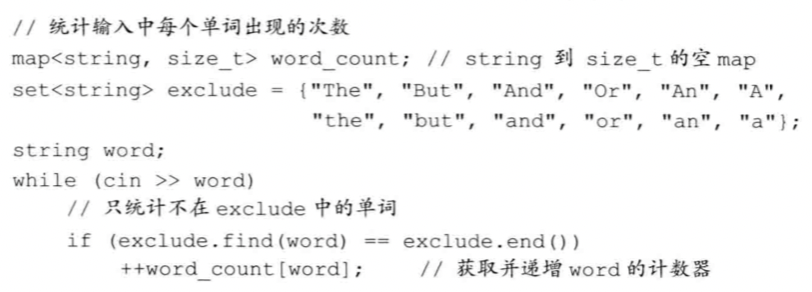 // 统计输入中每个单词出现的次数
map<string, size_t> word_count; // string 到 size_t 的空 map
set<string> exclude = {"The", "But", "And", "Or", "An", "A",
"the", "but", "and", "or", "an", "a"};
string word;
while (cin >> word)
// 只统计不在 exclude 中的单词
if (exclude.find(word) == exclude.end())
++word_count[word]; // 获取并递增 word 的计数器